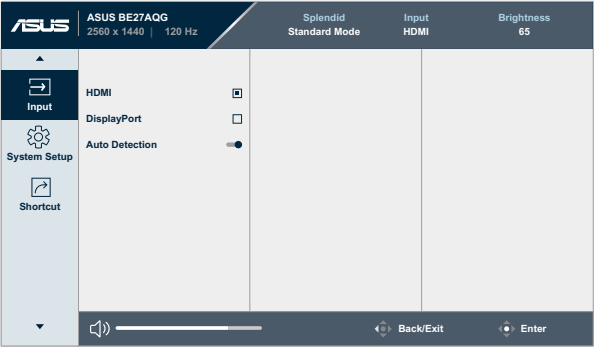 ASUS
ASUS BE27AQG
2560 x 1440 | 120 Hz
Splendid
Standard Mode
Input
HDMI
Brightness
65
Input
System Setup
Shortcut
HDMI
DisplayPort
Auto Detection
Back/Exit
Enter